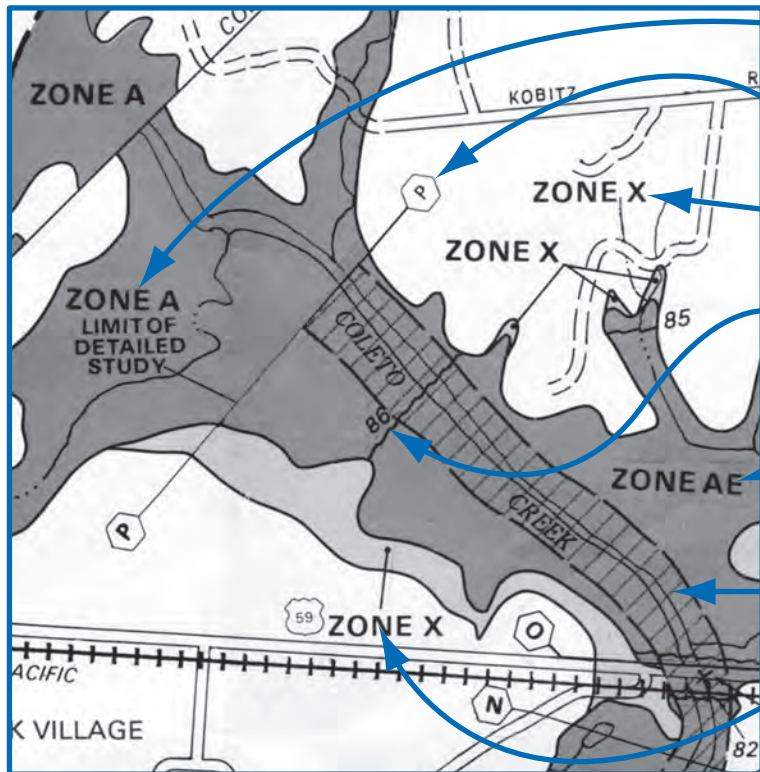 CO
ZONE A
KOBITZ R
P
ZONE X
ZONE X
ZONE A
LIMIT OF
DETAILED
STUDY
85
COLETO
86
ZONE AE
CREEK
P
59
ZONE X
O
ACIFIC
N
K VILLAGE
82